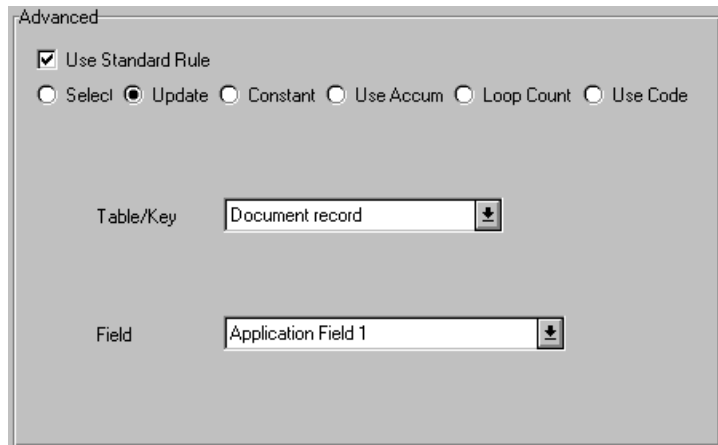 Advanced
Use Standard Rule
Select Update Constant Use Accum Loop Count Use Code
Table/Key Document record
Field Application Field 1